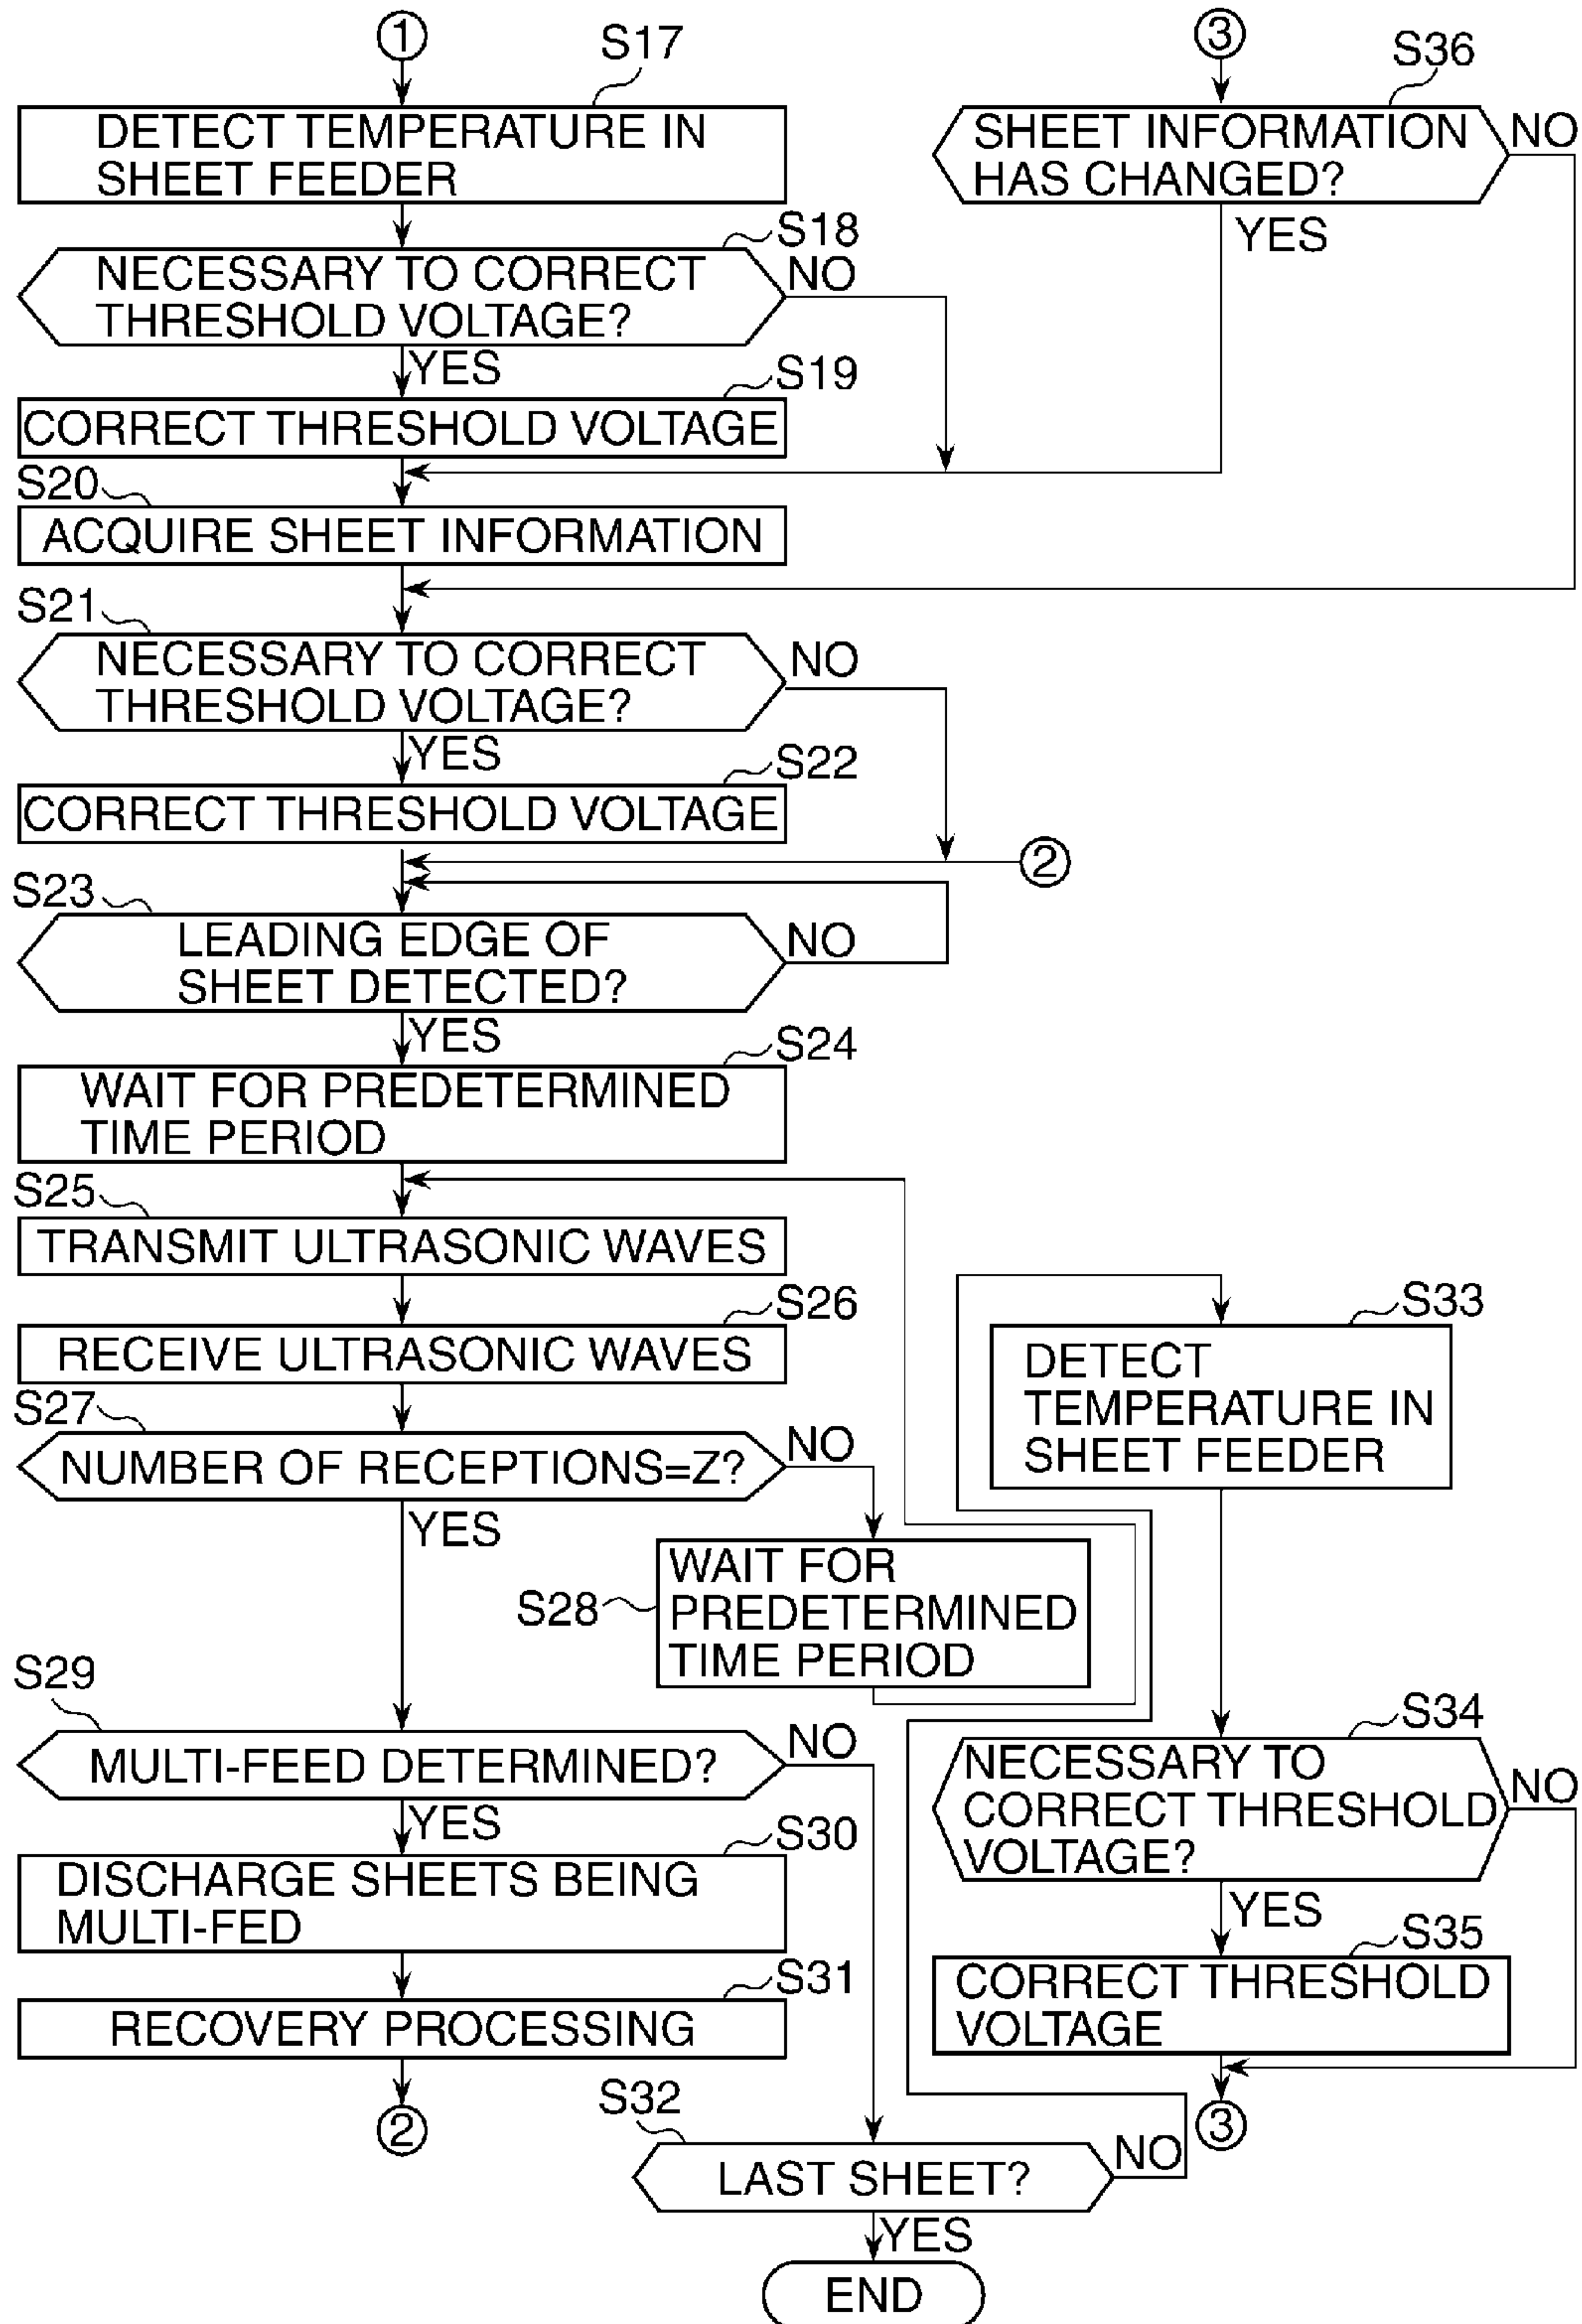 1
S17
DETECT TEMPERATURE IN
SHEET FEEDER
S18
NECESSARY TO CORRECT
THRESHOLD VOLTAGE?
NO
YES
S19
CORRECT THRESHOLD VOLTAGE
S20
ACQUIRE SHEET INFORMATION
S21
NECESSARY TO CORRECT
THRESHOLD VOLTAGE?
NO
YES
S22
CORRECT THRESHOLD VOLTAGE
2
S23
LEADING EDGE OF
SHEET DETECTED?
NO
YES
S24
WAIT FOR PREDETERMINED
TIME PERIOD
S25
TRANSMIT ULTRASONIC WAVES
S26
RECEIVE ULTRASONIC WAVES
S27
NUMBER OF RECEPTIONS=Z?
NO
YES
S28
WAIT FOR
PREDETERMINED
TIME PERIOD
S29
MULTI-FEED DETERMINED?
NO
YES
S30
DISCHARGE SHEETS BEING
MULTI-FED
S31
RECOVERY PROCESSING
2
S32
LAST SHEET?
NO
YES
END
S33
DETECT
TEMPERATURE IN
SHEET FEEDER
S34
NECESSARY TO
CORRECT THRESHOLD
VOLTAGE?
NO
YES
S35
CORRECT THRESHOLD
VOLTAGE
3
3
S36
SHEET INFORMATION
HAS CHANGED?
NO
YES